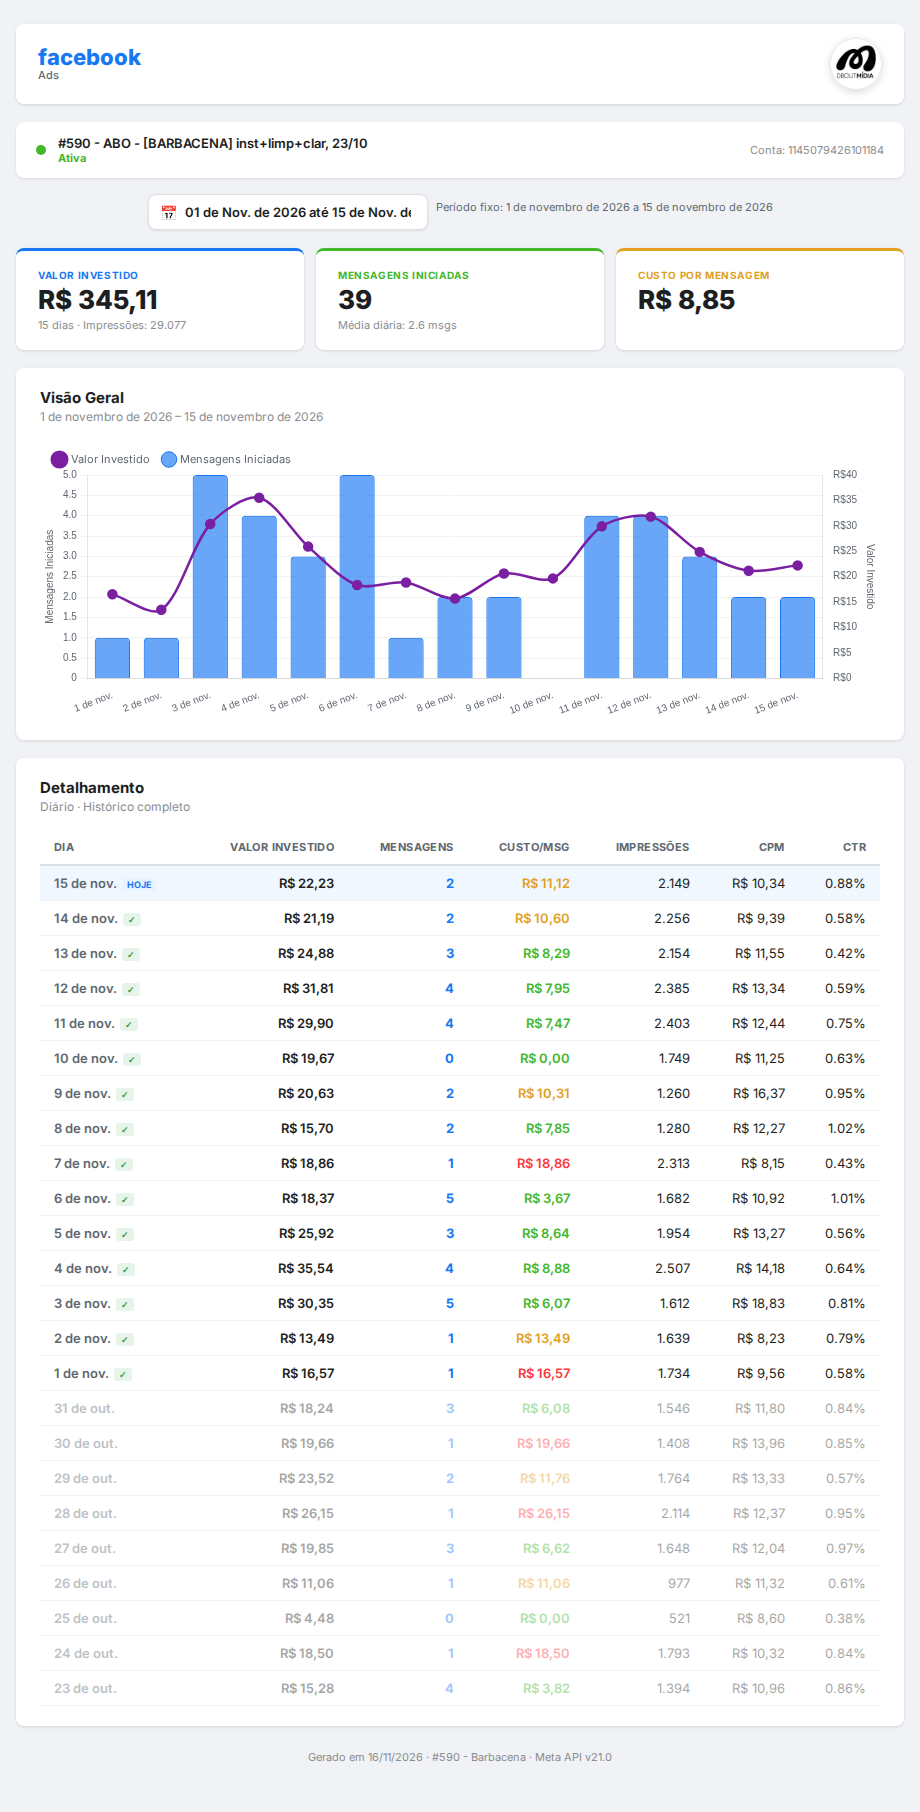 facebook
Ads
DBOUTMÍDIA
#590 - ABO - [BARBACENA] inst+limp+clar, 23/10
Ativa
Conta: 1145079426101184
01 de Nov. de 2026 até 15 de Nov. de
Período fixo: 1 de novembro de 2026 a 15 de novembro de 2026
VALOR INVESTIDO
R$ 345,11
15 dias · Impressões: 29.077
MENSAGENS INICIADAS
39
Média diária: 2.6 msgs
CUSTO POR MENSAGEM
R$ 8,85
Visão Geral
1 de novembro de 2026 – 15 de novembro de 2026
Valor Investido Mensagens Iniciadas
5.0
4.5
4.0
3.5
3.0
2.5
2.0
1.5
1.0
0.5
0
Mensagens Iniciadas
R$40
R$35
R$30
R$25
R$20
R$15
R$10
R$5
R$0
Valor Investido
1 de nov. 2 de nov. 3 de nov. 4 de nov. 5 de nov. 6 de nov. 7 de nov. 8 de nov. 9 de nov. 10 de nov. 11 de nov. 12 de nov. 13 de nov. 14 de nov. 15 de nov.
Detalhamento
Diário · Histórico completo
DIA VALOR INVESTIDO MENSAGENS CUSTO/MSG IMPRESSÕES CPM CTR
15 de nov. HOJE R$ 22,23 2 R$ 11,12 2.149 R$ 10,34 0.88%
14 de nov. ✓ R$ 21,19 2 R$ 10,60 2.256 R$ 9,39 0.58%
13 de nov. ✓ R$ 24,88 3 R$ 8,29 2.154 R$ 11,55 0.42%
12 de nov. ✓ R$ 31,81 4 R$ 7,95 2.385 R$ 13,34 0.59%
11 de nov. ✓ R$ 29,90 4 R$ 7,47 2.403 R$ 12,44 0.75%
10 de nov. ✓ R$ 19,67 0 R$ 0,00 1.749 R$ 11,25 0.63%
9 de nov. ✓ R$ 20,63 2 R$ 10,31 1.260 R$ 16,37 0.95%
8 de nov. ✓ R$ 15,70 2 R$ 7,85 1.280 R$ 12,27 1.02%
7 de nov. ✓ R$ 18,86 1 R$ 18,86 2.313 R$ 8,15 0.43%
6 de nov. ✓ R$ 18,37 5 R$ 3,67 1.682 R$ 10,92 1.01%
5 de nov. ✓ R$ 25,92 3 R$ 8,64 1.954 R$ 13,27 0.56%
4 de nov. ✓ R$ 35,54 4 R$ 8,88 2.507 R$ 14,18 0.64%
3 de nov. ✓ R$ 30,35 5 R$ 6,07 1.612 R$ 18,83 0.81%
2 de nov. ✓ R$ 13,49 1 R$ 13,49 1.639 R$ 8,23 0.79%
1 de nov. ✓ R$ 16,57 1 R$ 16,57 1.734 R$ 9,56 0.58%
31 de out. R$ 18,24 3 R$ 6,08 1.546 R$ 11,80 0.84%
30 de out. R$ 19,66 1 R$ 19,66 1.408 R$ 13,96 0.85%
29 de out. R$ 23,52 2 R$ 11,76 1.764 R$ 13,33 0.57%
28 de out. R$ 26,15 1 R$ 26,15 2.114 R$ 12,37 0.95%
27 de out. R$ 19,85 3 R$ 6,62 1.648 R$ 12,04 0.97%
26 de out. R$ 11,06 1 R$ 11,06 977 R$ 11,32 0.61%
25 de out. R$ 4,48 0 R$ 0,00 521 R$ 8,60 0.38%
24 de out. R$ 18,50 1 R$ 18,50 1.793 R$ 10,32 0.84%
23 de out. R$ 15,28 4 R$ 3,82 1.394 R$ 10,96 0.86%
Gerado em 16/11/2026 · #590 - Barbacena · Meta API v21.0